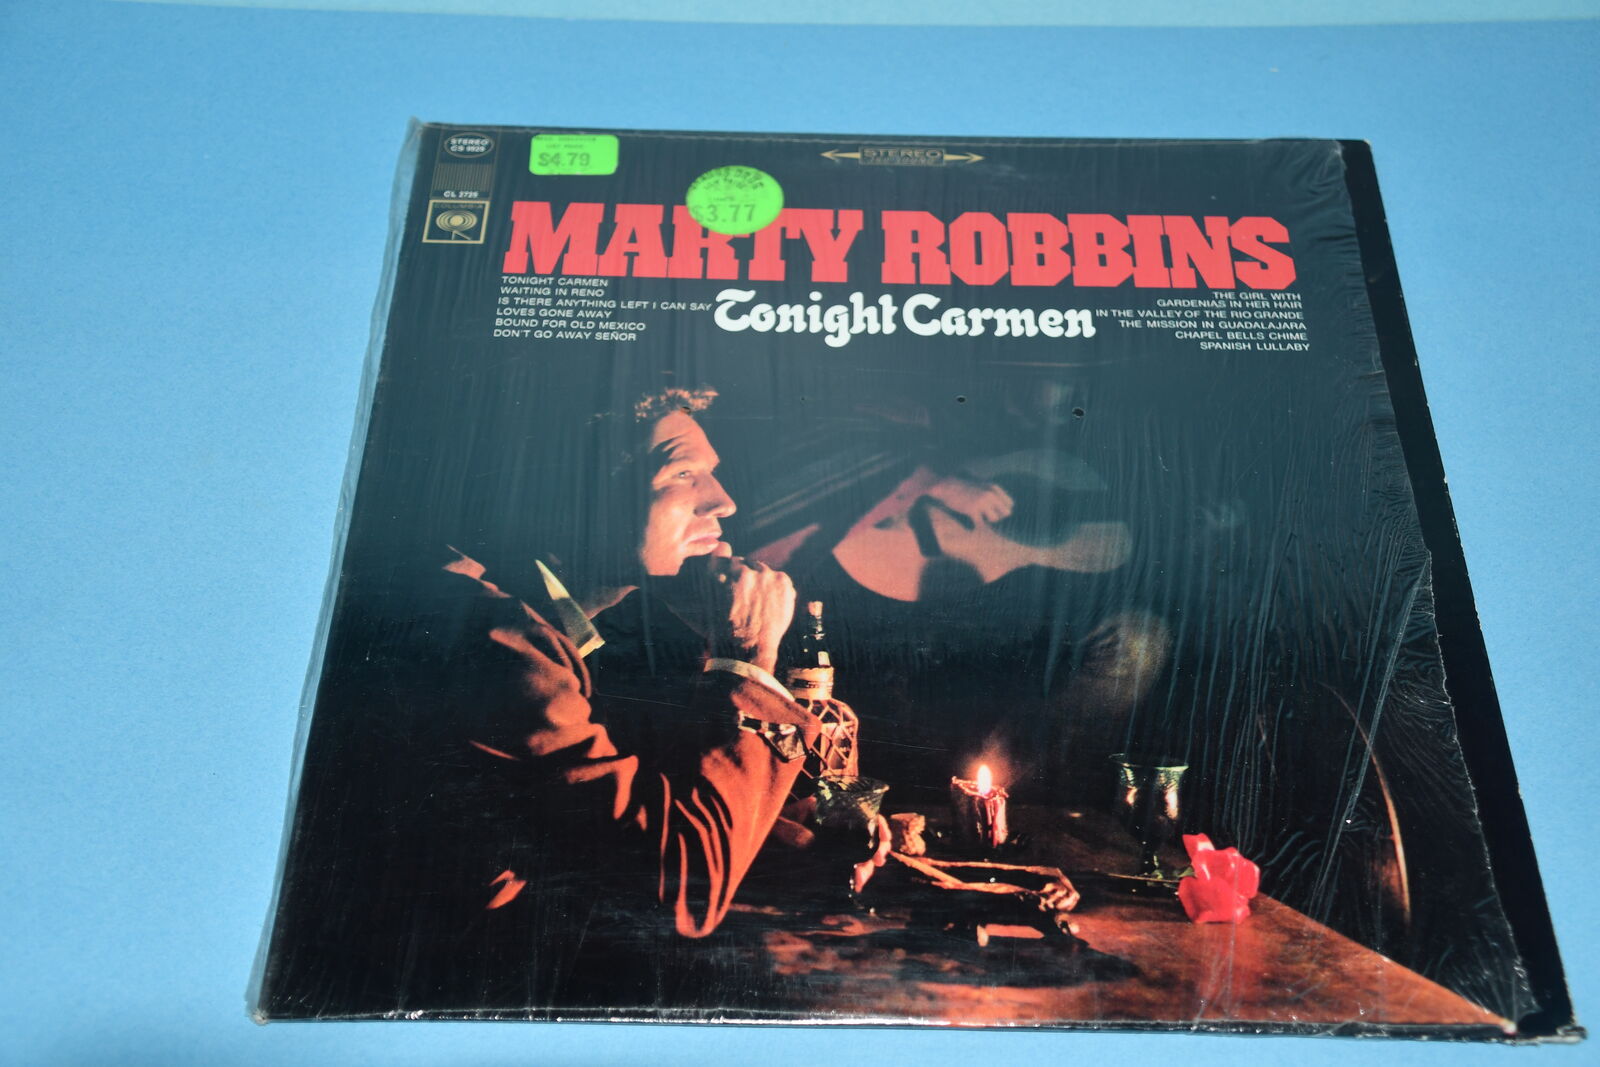 STEREO
CS 9525
CL 2725
COLUMBIA
$4.79
STEREO
$3.77
MARTY ROBBINS
Tonight Carmen
TONIGHT CARMEN
WAITING IN RENO
IS THERE ANYTHING LEFT I CAN SAY
LOVES GONE AWAY
BOUND FOR OLD MEXICO
DON'T GO AWAY SEÑOR
THE GIRL WITH
GARDENIAS IN HER HAIR
IN THE VALLEY OF THE RIO GRANDE
THE MISSION IN GUADALAJARA
CHAPEL BELLS CHIME
SPANISH LULLABY